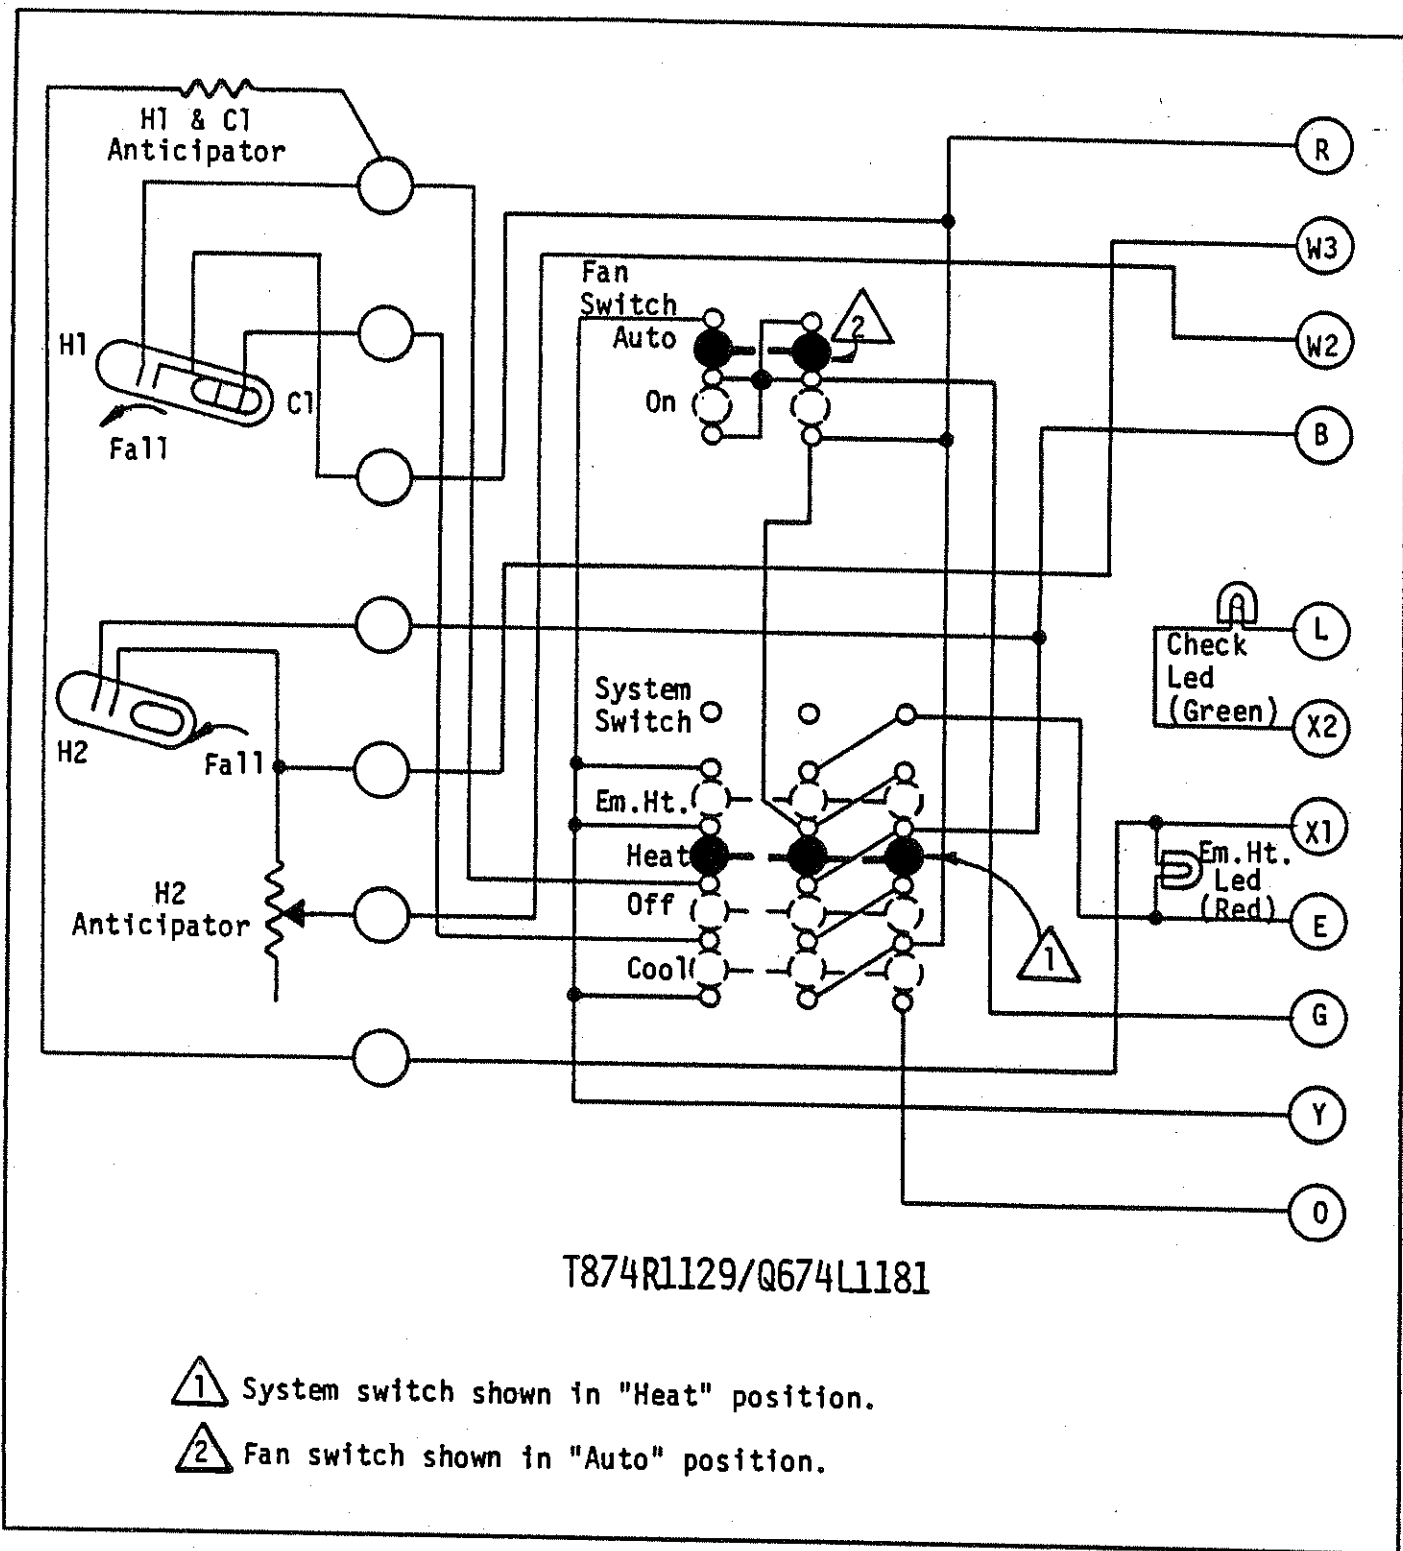 H1 & C1
Anticipator
R
W3
Fan
Switch
Auto
2
W2
H1
C1
On
B
Fall
L
Check
Led
(Green)
X2
System
Switch
H2
Fall
Em.Ht.
X1
Em.Ht.
Led
(Red)
Heat
H2
Anticipator
Off
E
1
Cool
G
Y
O
T874R1129/Q674L1181
1 System switch shown in "Heat" position.
2 Fan switch shown in "Auto" position.